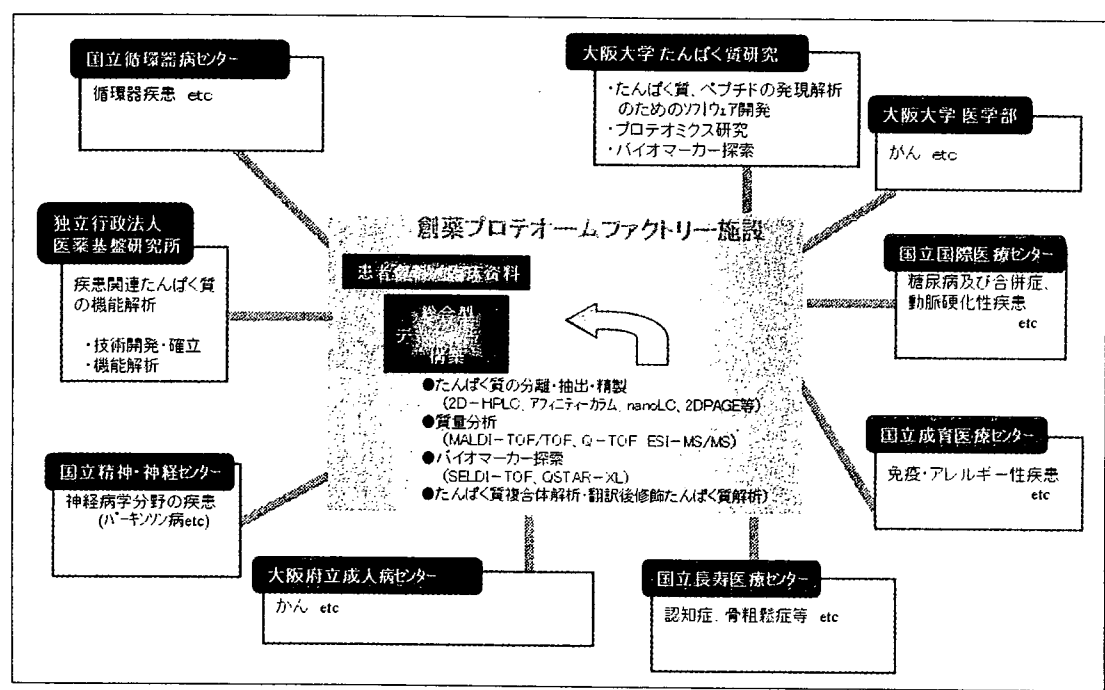 国立循環器病センター
循環器疾患 etc
大阪大学 たんぱく質研究
・たんぱく質、ペプチドの発現解析
のためのソフトウェア開発
・プロテオミクス研究
・バイオマーカー探索
大阪大学 医学部
がん etc
独立行政法人
医薬基盤研究所
疾患関連たんぱく質
の機能解析
・技術開発・確立
・機能解析
創薬プロテオームファクトリー施設
患者
資料
総合型
デ
構築
●たんぱく質の分離・抽出・精製
(2D-HPLC、アフィニティーカラム、nanoLC、2DPAGE等)
●質量分析
(MALDI-TOF/TOF、Q-TOF ESI-MS/MS)
●バイオマーカー探索
(SELDI-TOF、QSTAR-XL)
●たんぱく質複合体解析・翻訳後修飾たんぱく質解析)
国立国際医療センター
糖尿病及び合併症、
動脈硬化性疾患
etc
国立成育医療センター
免疫・アレルギー性疾患
etc
国立精神・神経センター
神経病学分野の疾患
(パーキンソン病etc)
大阪府立成人病センター
かん etc
国立長寿医療センター
認知症、骨粗鬆症等 etc